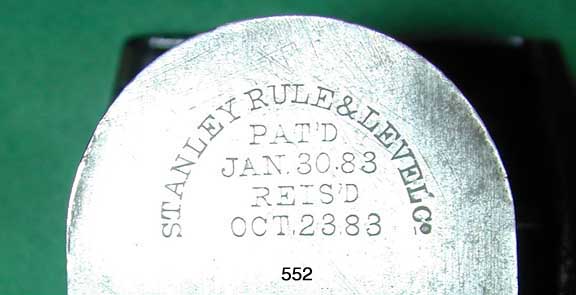 STANLEY RULE & LEVEL Co.
PAT'D
JAN.30.83
REIS'D
OCT.23.83
552